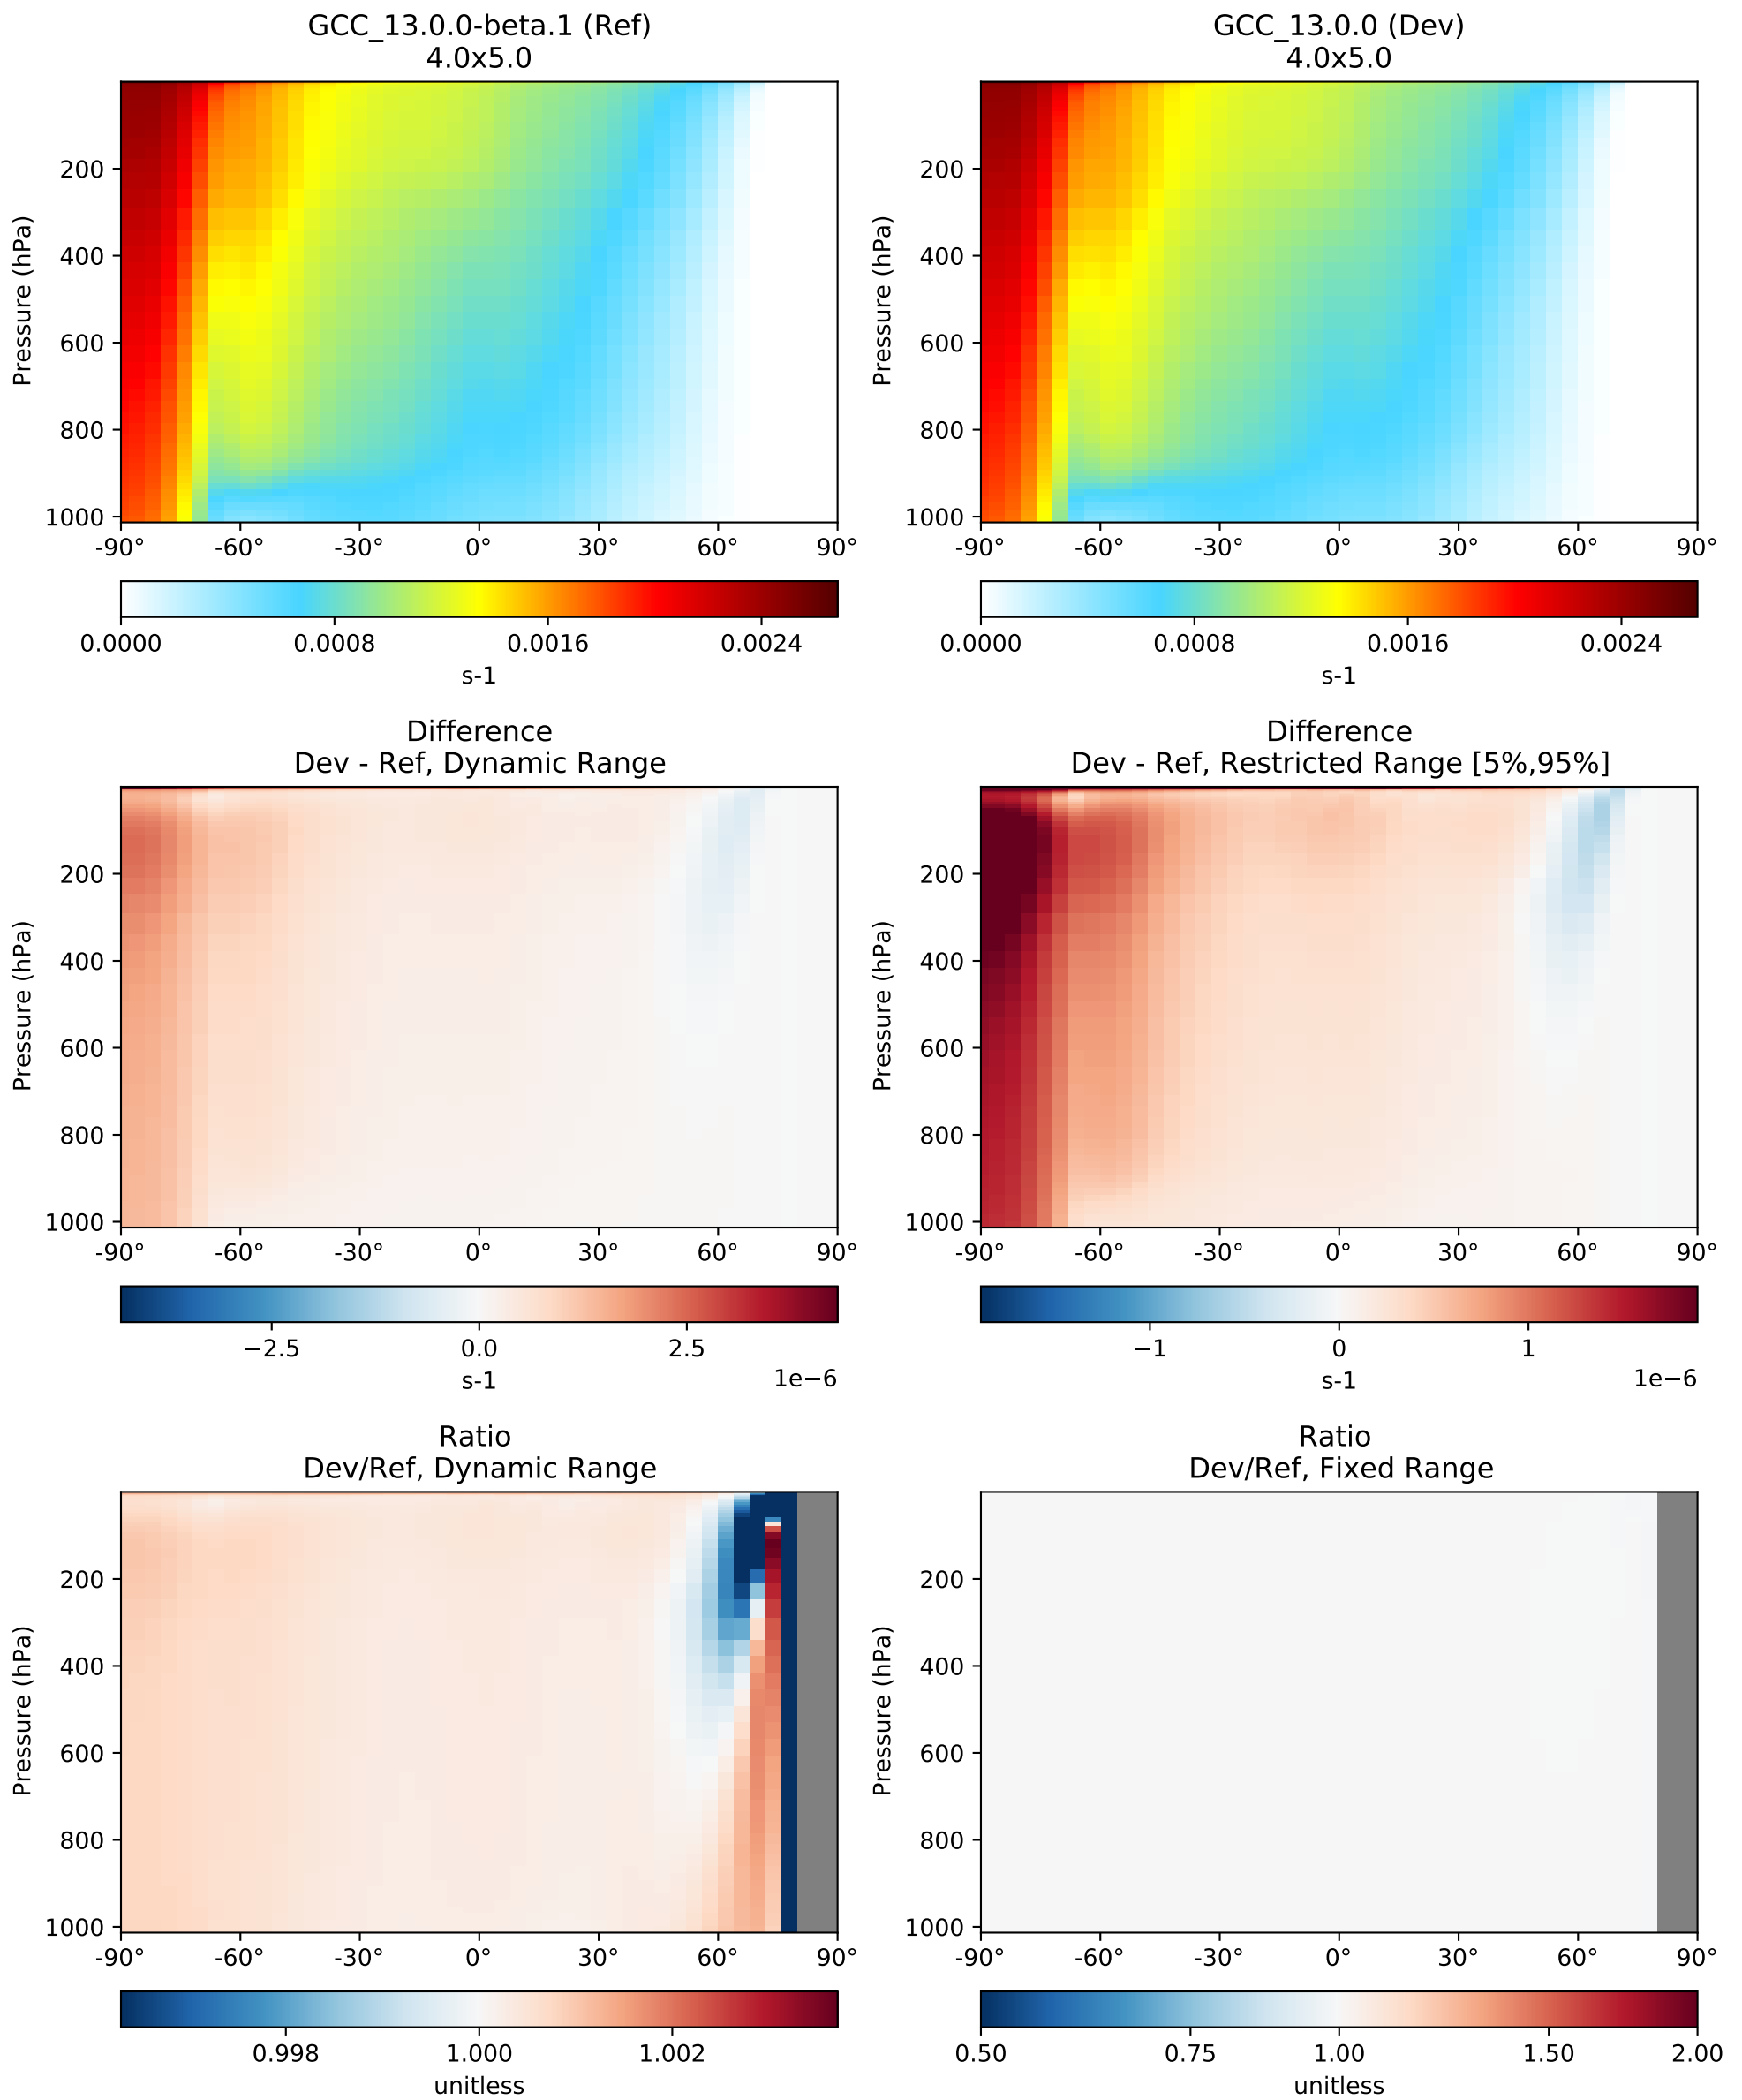 GCC_13.0.0-beta.1 (Ref)
4.0x5.0
Pressure (hPa)
200
400
600
800
1000
-90° -60° -30° 0° 30° 60° 90°
0.0000 0.0008 0.0016 0.0024
s-1
GCC_13.0.0 (Dev)
4.0x5.0
Pressure (hPa)
200
400
600
800
1000
-90° -60° -30° 0° 30° 60° 90°
0.0000 0.0008 0.0016 0.0024
s-1
Difference
Dev - Ref, Dynamic Range
Pressure (hPa)
200
400
600
800
1000
-90° -60° -30° 0° 30° 60° 90°
−2.5 0.0 2.5
s-1 1e−6
Difference
Dev - Ref, Restricted Range [5%,95%]
Pressure (hPa)
200
400
600
800
1000
-90° -60° -30° 0° 30° 60° 90°
−1 0 1
s-1 1e−6
Ratio
Dev/Ref, Dynamic Range
Pressure (hPa)
200
400
600
800
1000
-90° -60° -30° 0° 30° 60° 90°
0.998 1.000 1.002
unitless
Ratio
Dev/Ref, Fixed Range
Pressure (hPa)
200
400
600
800
1000
-90° -60° -30° 0° 30° 60° 90°
0.50 0.75 1.00 1.50 2.00
unitless